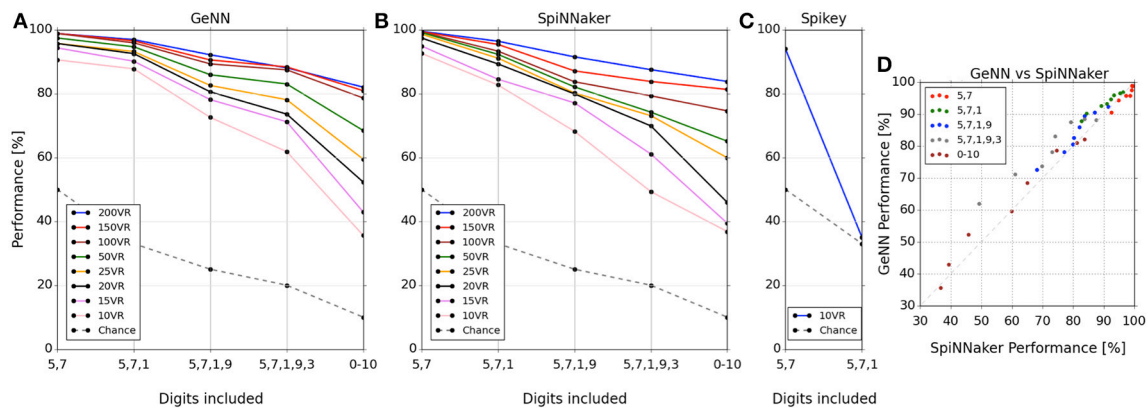 A
GeNN
Performance [%]
100
80
60
40
20
0
200VR
150VR
100VR
50VR
25VR
20VR
15VR
10VR
Chance
5,7
5,7,1
5,7,1,9
5,7,1,9,3
0-10
Digits included
B
SpiNNaker
100
80
60
40
20
0
200VR
150VR
100VR
50VR
25VR
20VR
15VR
10VR
Chance
5,7
5,7,1
5,7,1,9
5,7,1,9,3
0-10
Digits included
C
Spikey
100
80
60
40
20
0
10VR
Chance
5,7
5,7,1
Digits included
D
GeNN vs SpiNNaker
GeNN Performance [%]
100
90
80
70
60
50
40
30
5,7
5,7,1
5,7,1,9
5,7,1,9,3
0-10
30 40 50 60 70 80 90 100
SpiNNaker Performance [%]